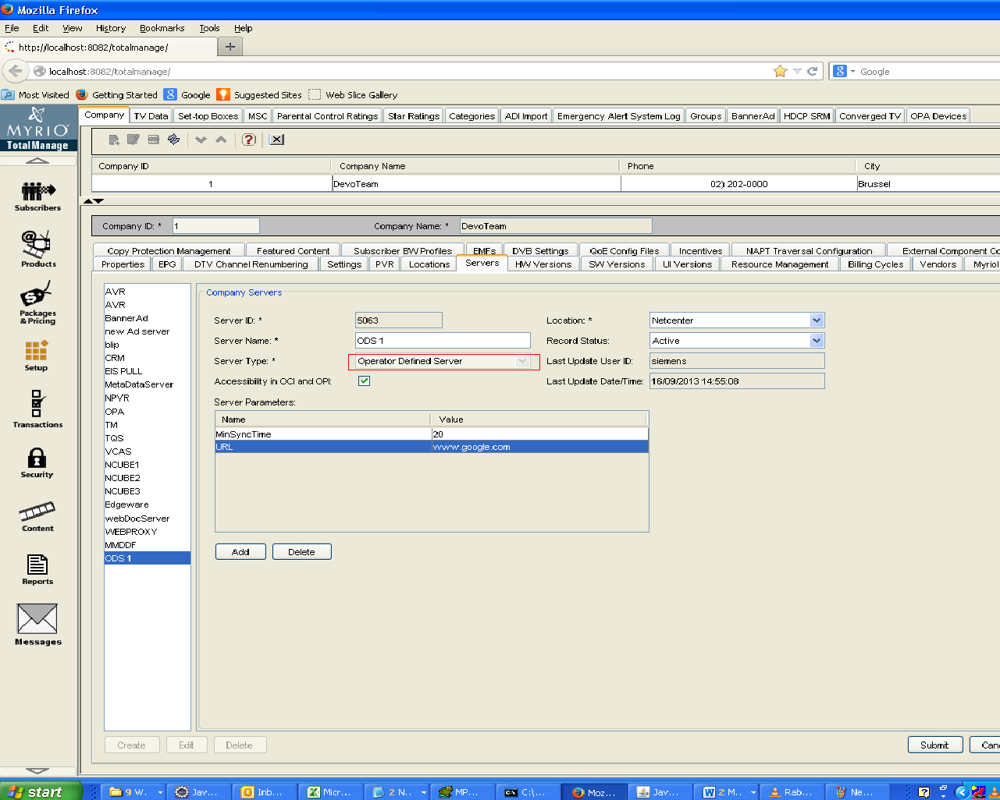 Mozilla Firefox
File Edit View History Bookmarks Tools Help
http://localhost:8082/totalmanage/
localhost:8082/totalmanage/ Google
Most Visited Getting Started Google Suggested Sites Web Slice Gallery
MYRIO
TotalManage
Company TV Data Set-top Boxes MSC Parental Control Ratings Star Ratings Categories ADI Import Emergency Alert System Log Groups BannerAd HDCP SRM Converged TV OPA Devices
Company ID Company Name Phone City
1 DevoTeam 02) 202-0000 Brussel
Company ID: * 1 Company Name: * DevoTeam
Copy Protection Management Featured Content Subscriber BW Profiles EMFs DVB Settings QoE Config Files Incentives NAPT Traversal Configuration External Component Co
Properties EPG DTV Channel Renumbering Settings PVR Locations Servers HW Versions SW Versions UI Versions Resource Management Billing Cycles Vendors Myriol
Subscribers
Products
Packages
& Pricing
Setup
Transactions
Security
Content
Reports
Messages
AVR
AVR
BannerAd
new Ad server
blip
CRM
EIS PULL
MetaDataServer
NPVR
OPA
TM
TQS
VCAS
NCUBE1
NCUBE2
NCUBE3
Edgeware
webDocServer
WEBPROXY
MMDDF
ODS 1
Company Servers
Server ID: * 5063 Location: * Netcenter
Server Name: * ODS 1 Record Status: Active
Server Type: * Operator Defined Server Last Update User ID: siemens
Accessibility in OCI and OPI: Last Update Date/Time: 16/09/2013 14:55:08
Server Parameters:
Name Value
MinSyncTime 20
URL www.google.com
Add Delete
Create Edit Delete Submit Canc
start 9 W... Jav... Inb... Micr... 2 N... MP... C:\... Moz... Jav... 2 M... Rab... Ne...